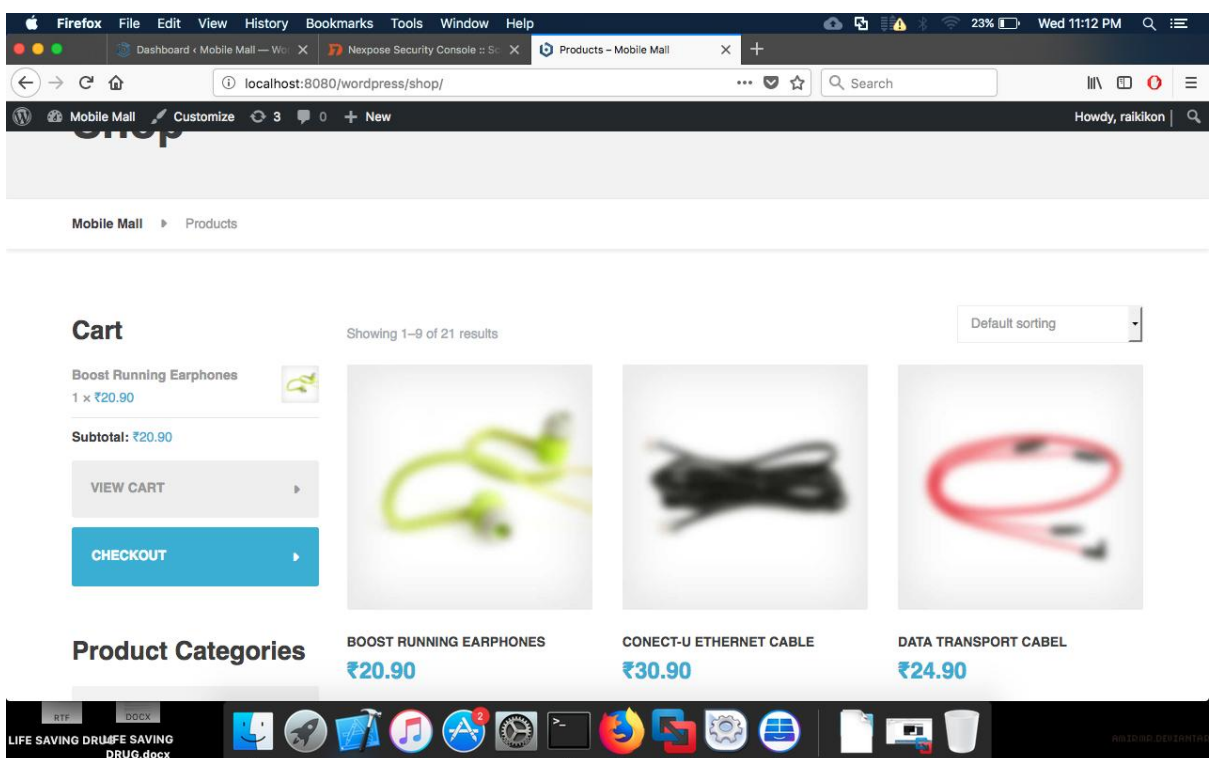 Firefox File Edit View History Bookmarks Tools Window Help 23% Wed 11:12 PM
Dashboard ‹ Mobile Mall — Wo
Nexpose Security Console :: Sc
Products – Mobile Mall
localhost:8080/wordpress/shop/
Search
Mobile Mall Customize 3 0 New Howdy, raikikon
Shop
Mobile Mall Products
Cart
Boost Running Earphones
1 × ₹20.90
Subtotal: ₹20.90
VIEW CART
CHECKOUT
Product Categories
Showing 1–9 of 21 results
Default sorting
BOOST RUNNING EARPHONES
₹20.90
CONECT-U ETHERNET CABLE
₹30.90
DATA TRANSPORT CABEL
₹24.90
RTF
DOCX
LIFE SAVING
DRUG.docx
2